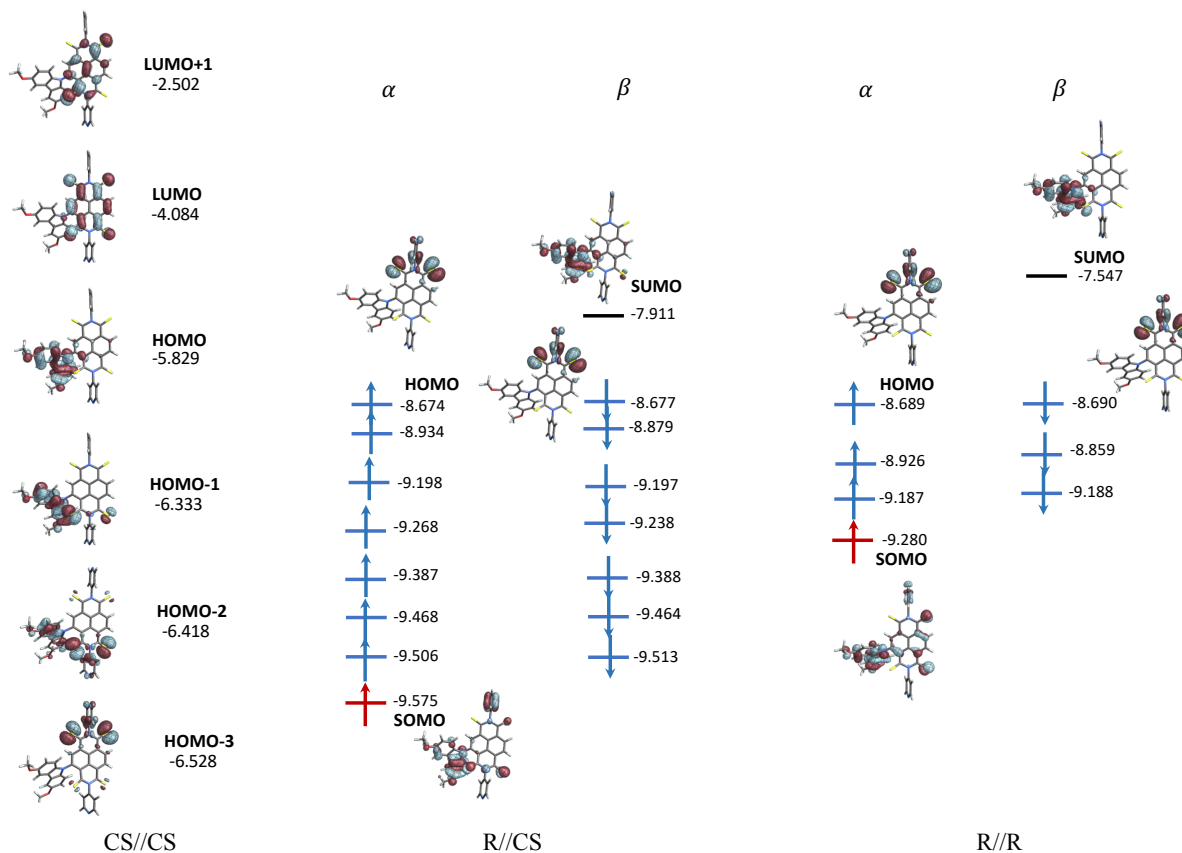 LUMO+1
-2.502
LUMO
-4.084
HOMO
-5.829
HOMO-1
-6.333
HOMO-2
-6.418
HOMO-3
-6.528
CS//CS
α
β
SUMO
-7.911
HOMO
-8.674
-8.934
-9.198
-9.268
-9.387
-9.468
-9.506
-9.575
SOMO
-8.677
-8.879
-9.197
-9.238
-9.388
-9.464
-9.513
R//CS
α
β
SUMO
-7.547
HOMO
-8.689
-8.926
-9.187
-9.280
SOMO
-8.690
-8.859
-9.188
R//R